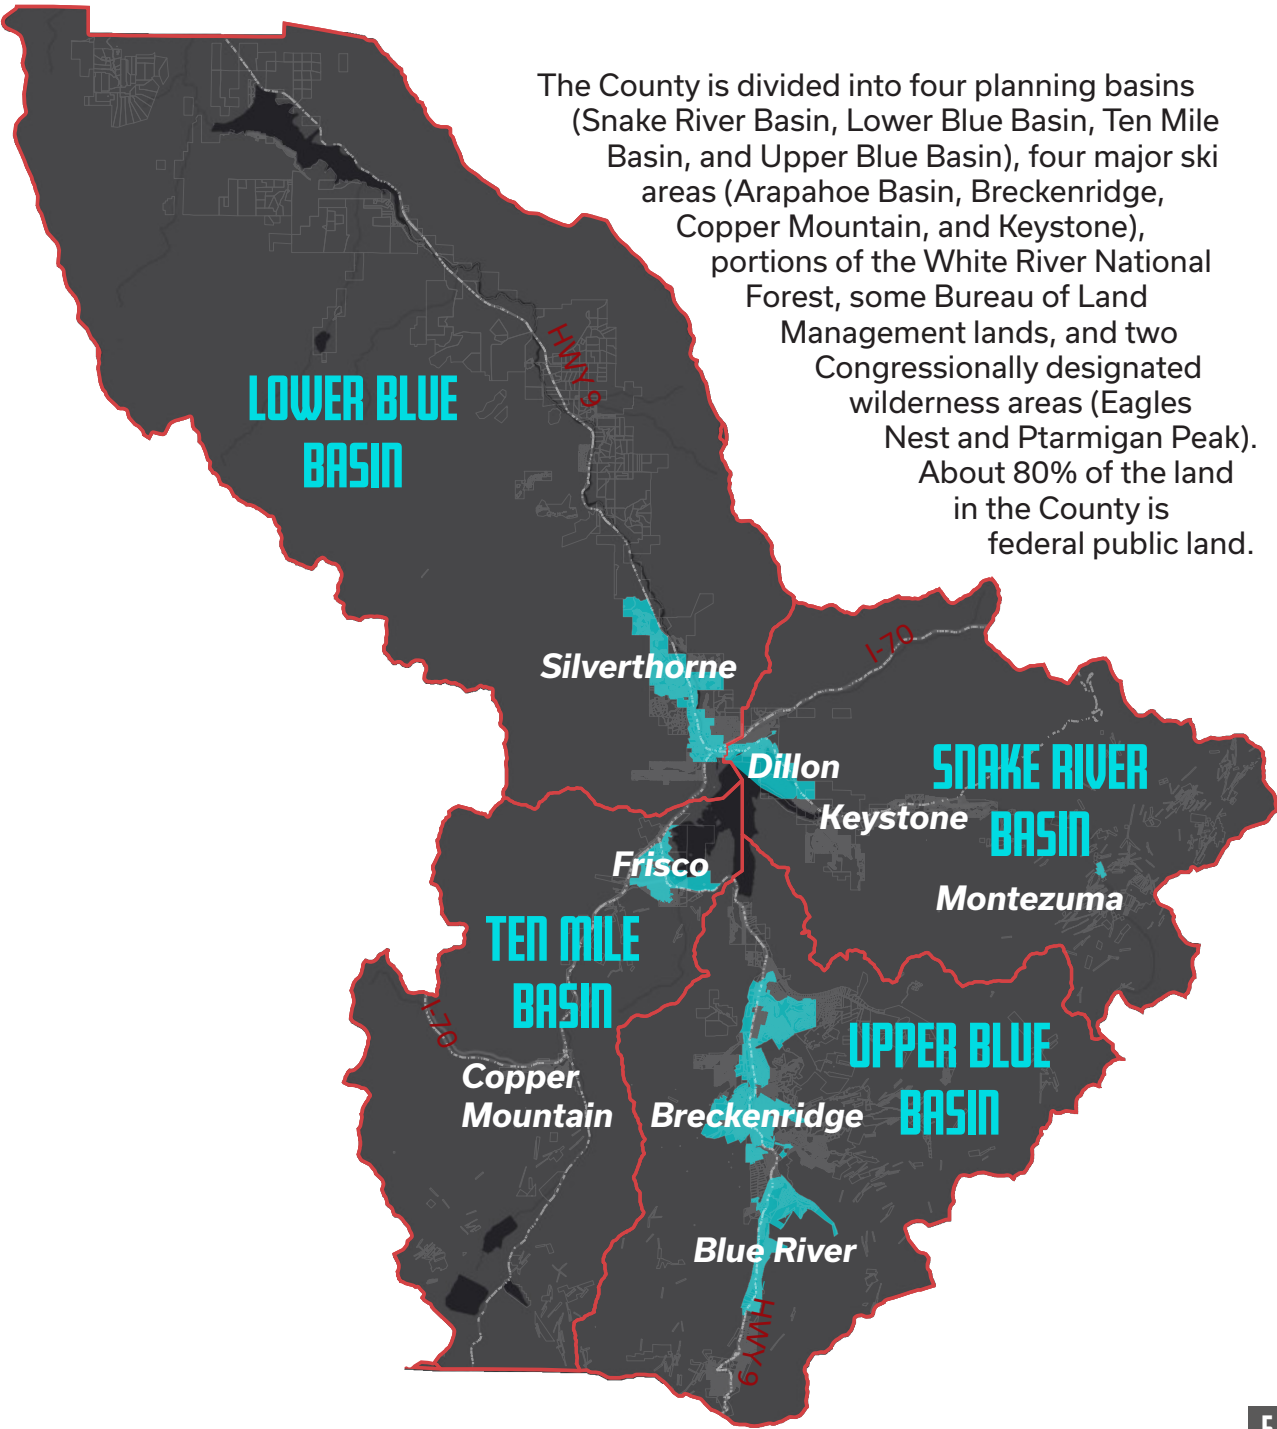 The County is divided into four planning basins
(Snake River Basin, Lower Blue Basin, Ten Mile
Basin, and Upper Blue Basin), four major ski
areas (Arapahoe Basin, Breckenridge,
Copper Mountain, and Keystone),
portions of the White River National
Forest, some Bureau of Land
Management lands, and two
Congressionally designated
wilderness areas (Eagles
Nest and Ptarmigan Peak).
About 80% of the land
in the County is
federal public land.
HWY 9
LOWER BLUE
BASIN
I-70
Silverthorne
Dillon
SNAKE RIVER
BASIN
Keystone
Frisco
Montezuma
TEN MILE
BASIN
I-70
UPPER BLUE
BASIN
Copper
Mountain
Breckenridge
Blue River
HWY 9